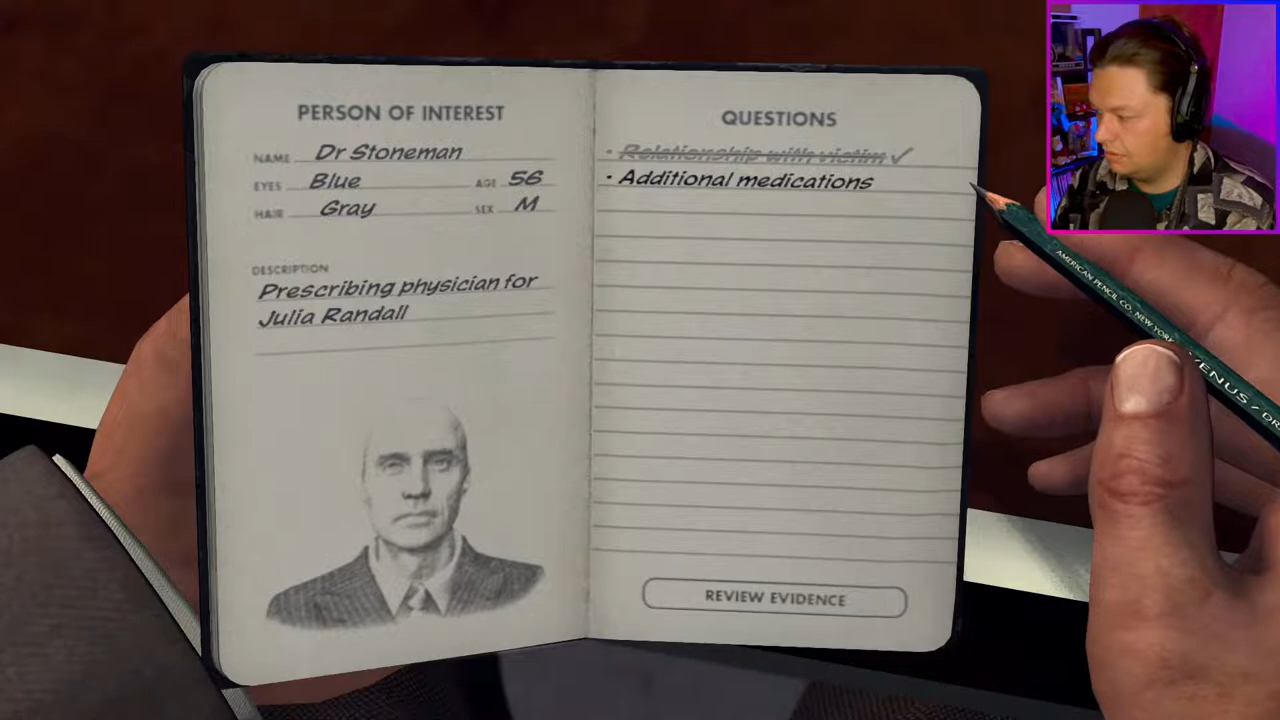 PERSON OF INTEREST
NAME Dr Stoneman
EYES Blue AGE 56
HAIR Gray SEX M
DESCRIPTION
Prescribing physician for
Julia Randall
QUESTIONS
· Relationship with victim ✓
· Additional medications
REVIEW EVIDENCE
AMERICAN PENCIL CO. NEW YORK
VENUS / DR